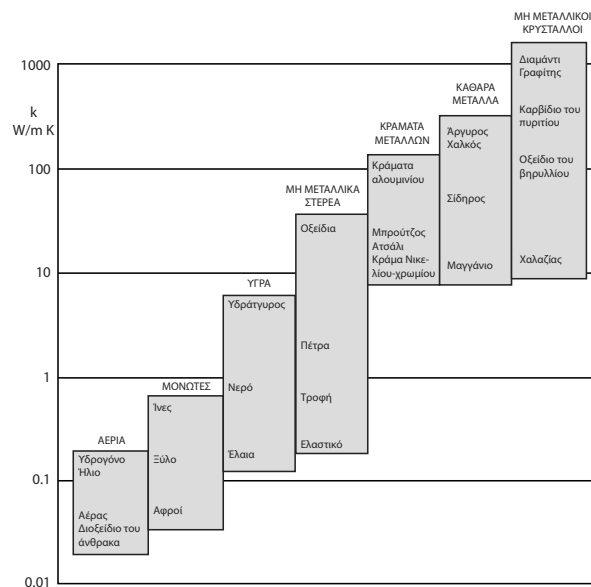 1000
k
W/m K
100
10
1
0.1
0.01
ΑΕΡΙΑ
Υδρογόνο
Ήλιο
Αέρας
Διοξείδιο του
άνθρακα
ΜΟΝΩΤΕΣ
Ίνες
Ξύλο
Αφροί
ΥΓΡΑ
Υδράτγυρος
Νερό
Έλαια
ΜΗ ΜΕΤΑΛΛΙΚΑ
ΣΤΕΡΕΑ
Οξείδια
Πέτρα
Τροφή
Ελαστικό
ΚΡΑΜΑΤΑ
ΜΕΤΑΛΛΩΝ
Κράματα
αλουμινίου
Μπρούτζος
Ατσάλι
Κράμα Νικε-
λίου-χρωμίου
ΚΑΘΑΡΑ
ΜΕΤΑΛΛΑ
Άργυρος
Χαλκός
Σίδηρος
Μαγγάνιο
ΜΗ ΜΕΤΑΛΛΙΚΟΙ
ΚΡΥΣΤΑΛΛΟΙ
Διαμάντι
Γραφίτης
Καρβίδιο του
πυριτίου
Οξείδιο του
βηρυλλίου
Χαλαζίας